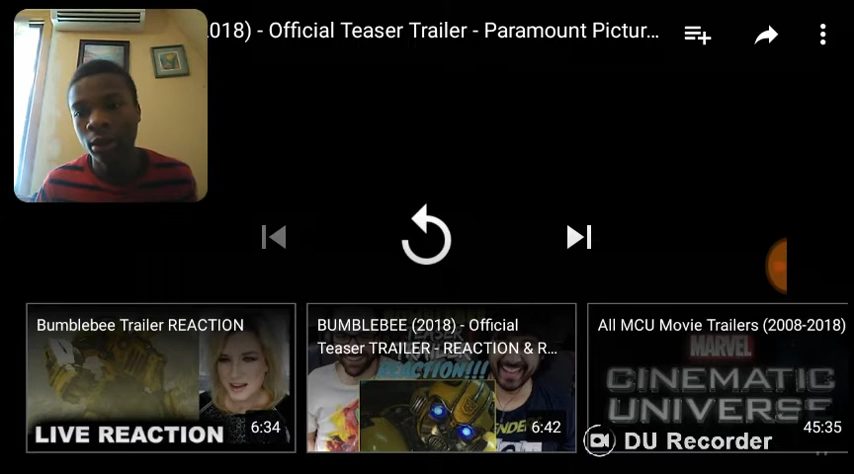 018) - Official Teaser Trailer - Paramount Pictur...
Bumblebee Trailer REACTION
LIVE REACTION
6:34
BUMBLEBEE (2018) - Official
Teaser TRAILER - REACTION & R...
REACTION!!!
6:42
All MCU Movie Trailers (2008-2018)
MARVEL
CINEMATIC
UNIVERSE
45:35
DU Recorder